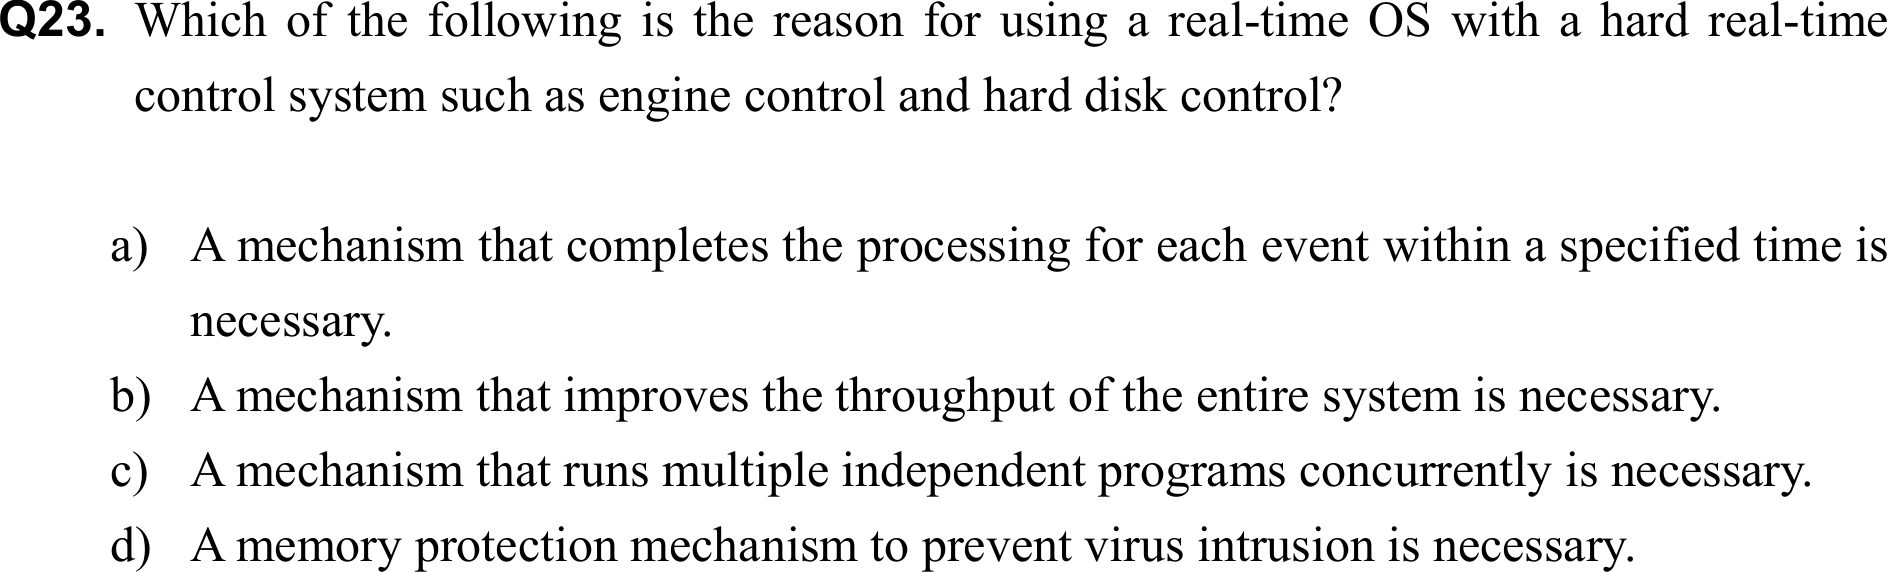 Q23. Which of the following is the reason for using a real-time OS with a hard real-time
control system such as engine control and hard disk control?
a) A mechanism that completes the processing for each event within a specified time is
necessary.
b) A mechanism that improves the throughput of the entire system is necessary.
c) A mechanism that runs multiple independent programs concurrently is necessary.
d) A memory protection mechanism to prevent virus intrusion is necessary.